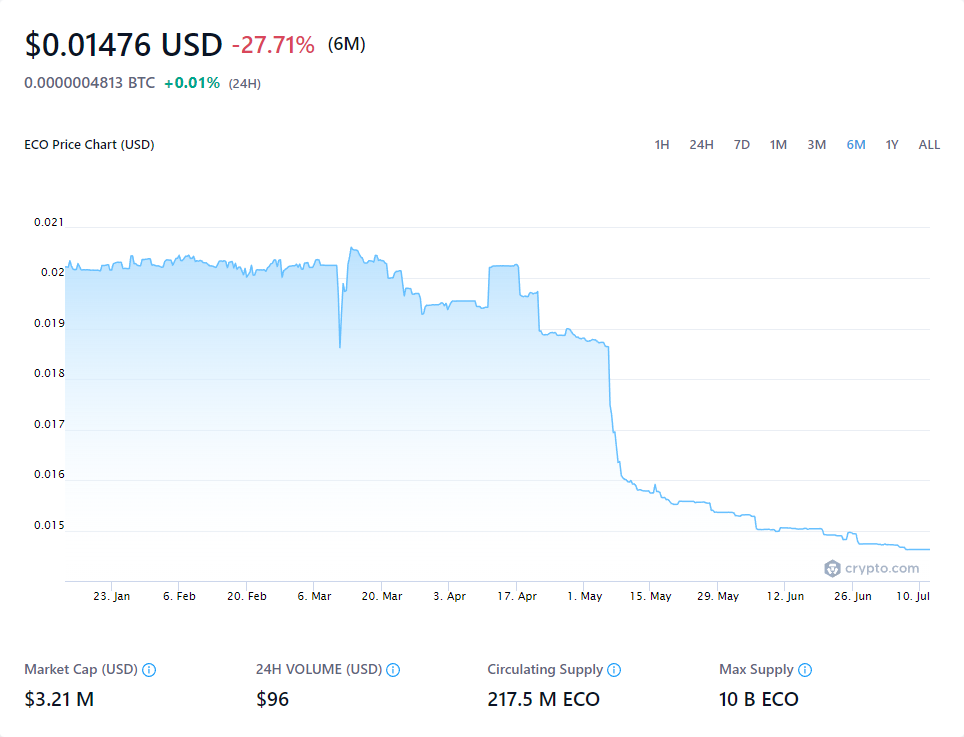 $0.01476 USD -27.71% (6M)
0.0000004813 BTC +0.01% (24H)
ECO Price Chart (USD) 1H 24H 7D 1M 3M 6M 1Y ALL
0.021
0.02
0.019
0.018
0.017
0.016
0.015
crypto.com
23. Jan 6. Feb 20. Feb 6. Mar 20. Mar 3. Apr 17. Apr 1. May 15. May 29. May 12. Jun 26. Jun 10. Jul
Market Cap (USD) 24H VOLUME (USD) Circulating Supply Max Supply
$3.21 M $96 217.5 M ECO 10 B ECO